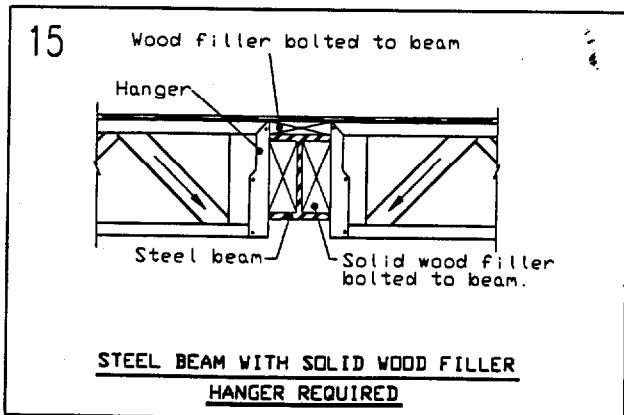 15
Wood filler bolted to beam
Hanger
Steel beam
Solid wood filler
bolted to beam.
STEEL BEAM WITH SOLID WOOD FILLER
HANGER REQUIRED